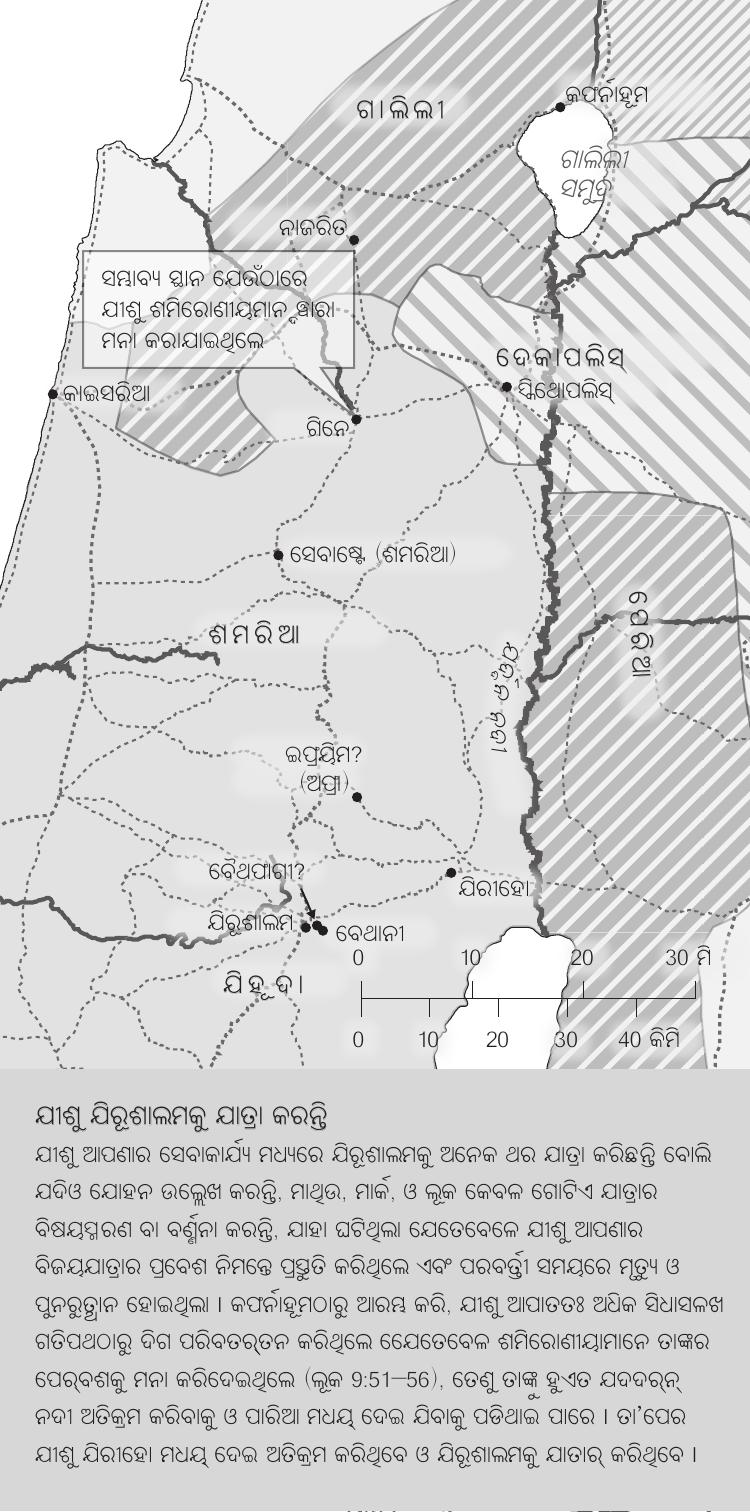 କଫର୍ନାହୂମ
ଗାଲିଲୀ
ଗାଲିଲୀ
ସମୁଦ୍ର
ନାଜରିତ
ସମ୍ଭାବ୍ୟ ସ୍ଥାନ ଯେଉଁଠାରେ
ଯୀଶୁ ଶମିରୋଣୀୟମାନଙ୍କ ଦ୍ୱାରା
ମନା କରାଯାଇଥିଲେ
ଦେକାପଲିସ୍
କାଇସରିଆ
ସ୍କିଥୋପଲିସ୍
ଗିନେ
ସେବାଷ୍ଟେ (ଶମରିଆ)
ପେରିଆ
ଶମରିଆ
ଯର୍ଦ୍ଦନ ନଦୀ
ଇଫ୍ରୟିମ?
(ଅଫ୍ରା)
ବୈଥଫାଗୀ?
ଯିରୀହୋ
ଯିରୂଶାଲମ
ବେଥାନୀ
0 10 20 30 ମି
ଯିହୂଦା
0 10 20 30 40 କିମି
ଯୀଶୁ ଯିରୂଶାଲମକୁ ଯାତ୍ରା କରନ୍ତି
ଯୀଶୁ ଆପଣାର ସେବାକାର୍ଯ୍ୟ ମଧ୍ୟରେ ଯିରୂଶାଲମକୁ ଅନେକ ଥର ଯାତ୍ରା କରିଛନ୍ତି ବୋଲି
ଯଦିଓ ଯୋହନ ଉଲ୍ଲେଖ କରନ୍ତି, ମାଥିଉ, ମାର୍କ, ଓ ଲୂକ କେବଳ ଗୋଟିଏ ଯାତ୍ରାର
ବିଷୟସ୍ମରଣ ବା ବର୍ଣ୍ଣନା କରନ୍ତି, ଯାହା ଘଟିଥିଲା ଯେତେବେଳେ ଯୀଶୁ ଆପଣାର
ବିଜୟଯାତ୍ରାର ପ୍ରବେଶ ନିମନ୍ତେ ପ୍ରସ୍ତୁତି କରିଥିଲେ ଏବଂ ପରବର୍ତ୍ତୀ ସମୟରେ ମୃତ୍ୟୁ ଓ
ପୁନରୁତ୍ଥାନ ହୋଇଥିଲା । କଫର୍ନାହୂମଠାରୁ ଆରମ୍ଭ କରି, ଯୀଶୁ ଆପାତତଃ ଅଧିକ ସିଧାସଳଖ
ଗତିପଥଠାରୁ ଦିଗ ପରିବତର୍ତନ କରିଥିଲେ ଯେେତେବେଳ ଶମିରୋଣୀୟାମାନେ ତାଙ୍କର
ପେର୍ବଶକୁ ମନା କରିଦେଇଥିଲେ (ଲୂକ 9:51–56), ତେଣୁ ତାଙ୍କୁ ହୁଏତ ଯଦଦର୍ନ୍
ନଦୀ ଅତିକ୍ରମ କରିବାକୁ ଓ ପାରିଆ ମଧୟ୍ ଦେଇ ଯିବାକୁ ପଡିଥାଇ ପାରେ । ତା'ପେର
ଯୀଶୁ ଯିରୀହୋ ମଧୟ୍ ଦେଇ ଅତିକ୍ରମ କରିଥିବେ ଓ ଯିରୂଶାଲମକୁ ଯାତାର୍ କରିଥିବେ ।